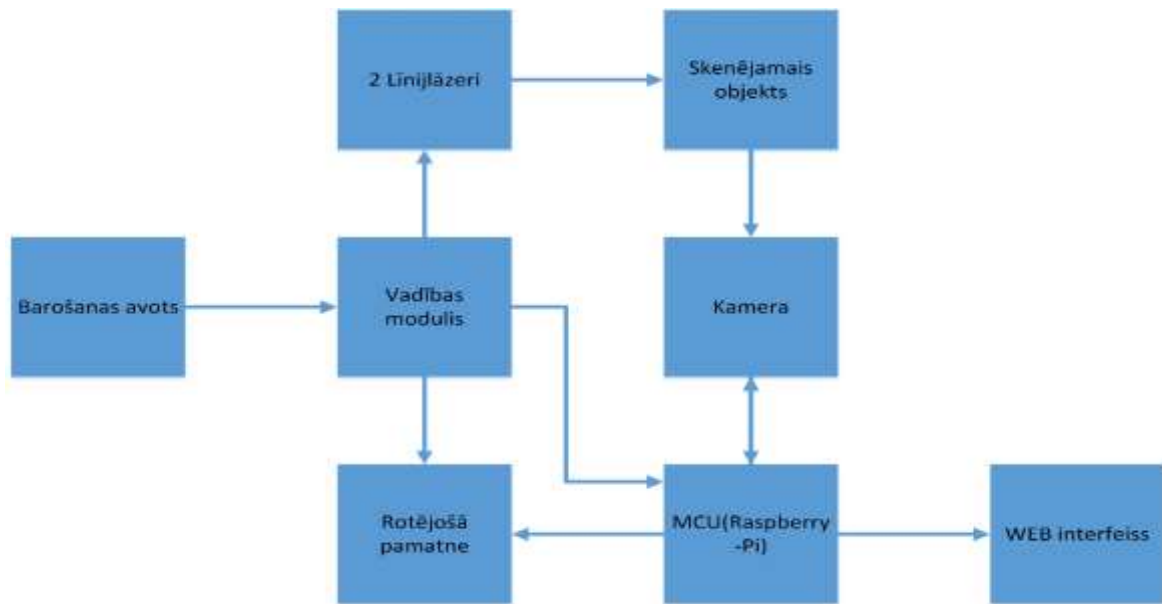 2 Līnijlāzeri
Skenējamais
objekts
Barošanas avots
Vadības
modulis
Kamera
Rotējošā
pamatne
MCU(Raspberry
-Pi)
WEB interfeiss